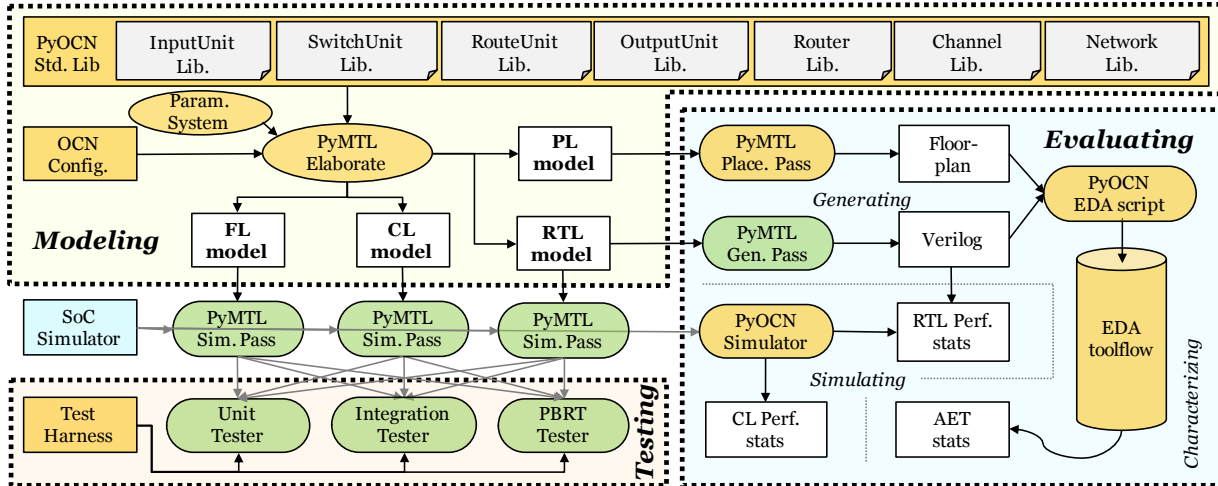 PyOCN
Std. Lib
InputUnit
Lib.
SwitchUnit
Lib.
RouteUnit
Lib.
OutputUnit
Lib.
Router
Lib.
Channel
Lib.
Network
Lib.
Param.
System
OCN
Config.
PyMTL
Elaborate
PL
model
FL
model
CL
model
RTL
model
Modeling
PyMTL
Place. Pass
Floor-
plan
Evaluating
PyOCN
EDA script
Generating
PyMTL
Gen. Pass
Verilog
SoC
Simulator
PyMTL
Sim. Pass
PyMTL
Sim. Pass
PyMTL
Sim. Pass
PyOCN
Simulator
RTL Perf.
stats
EDA
toolflow
Simulating
CL Perf.
stats
AET
stats
Characterizing
Test
Harness
Unit
Tester
Integration
Tester
PBRT
Tester
Testing